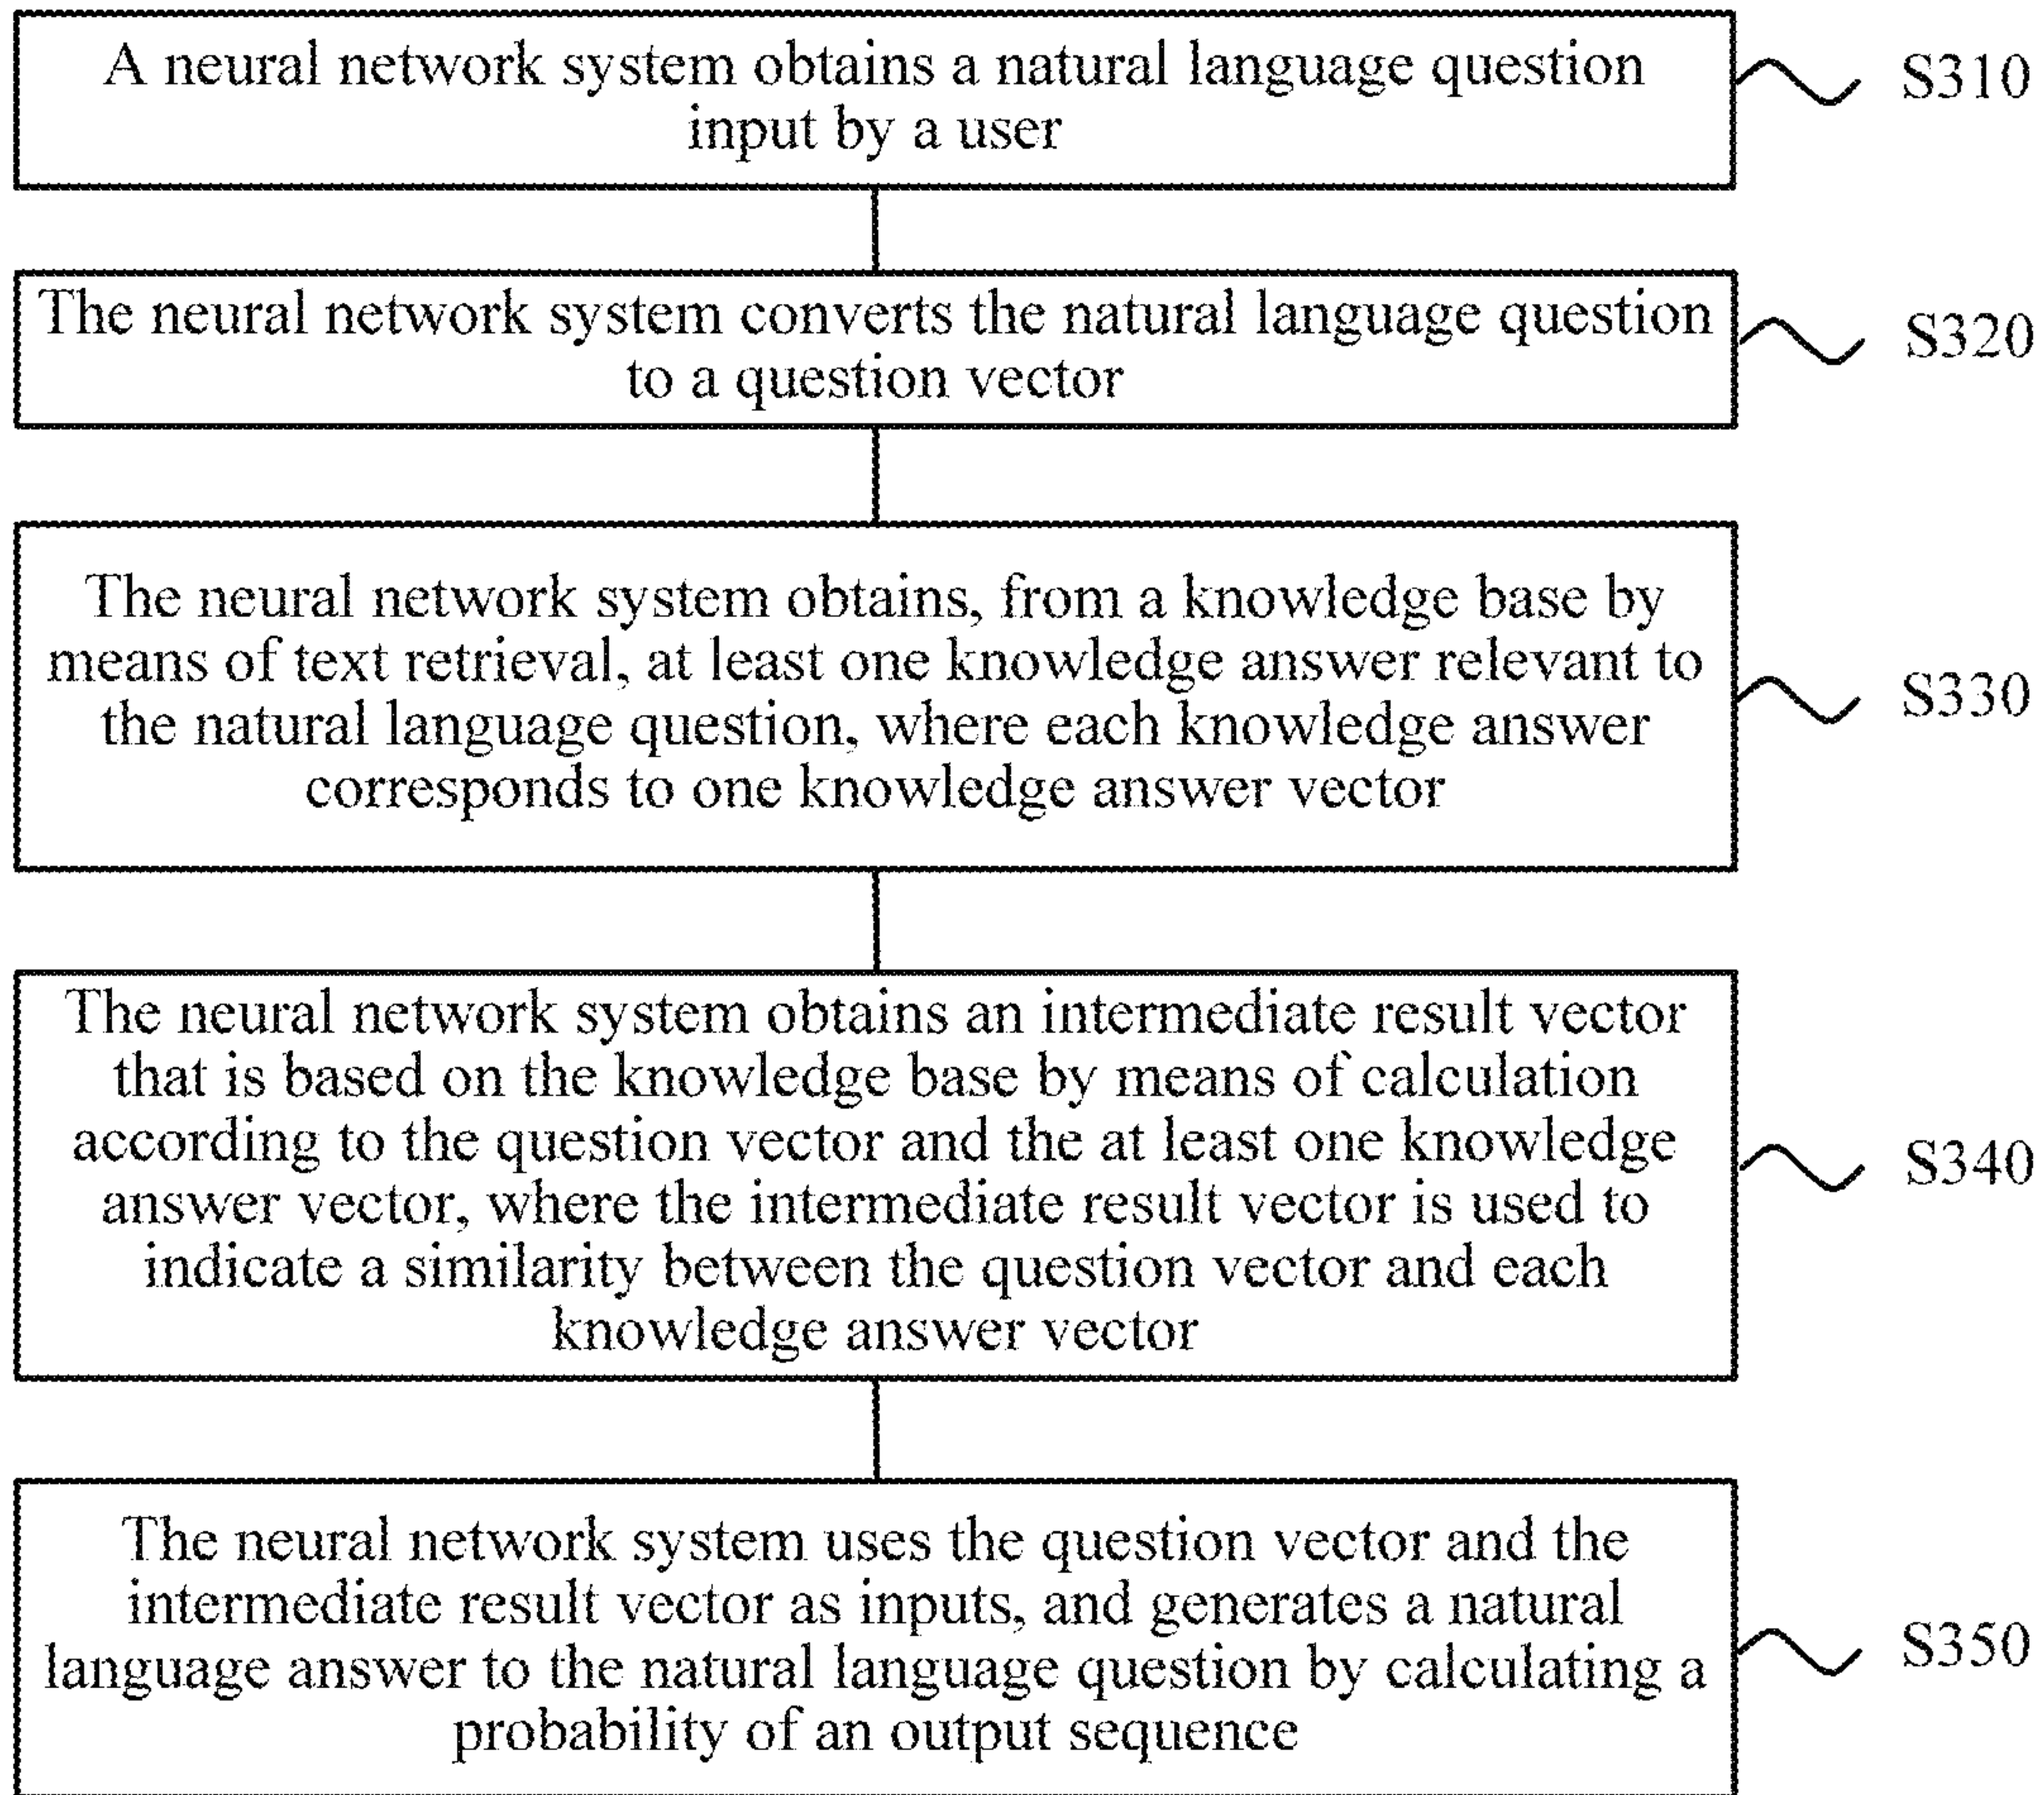 A neural network system obtains a natural language question
input by a user
S310
The neural network system converts the natural language question
to a question vector
S320
The neural network system obtains, from a knowledge base by
means of text retrieval, at least one knowledge answer relevant to
the natural language question, where each knowledge answer
corresponds to one knowledge answer vector
S330
The neural network system obtains an intermediate result vector
that is based on the knowledge base by means of calculation
according to the question vector and the at least one knowledge
answer vector, where the intermediate result vector is used to
indicate a similarity between the question vector and each
knowledge answer vector
S340
The neural network system uses the question vector and the
intermediate result vector as inputs, and generates a natural
language answer to the natural language question by calculating a
probability of an output sequence
S350